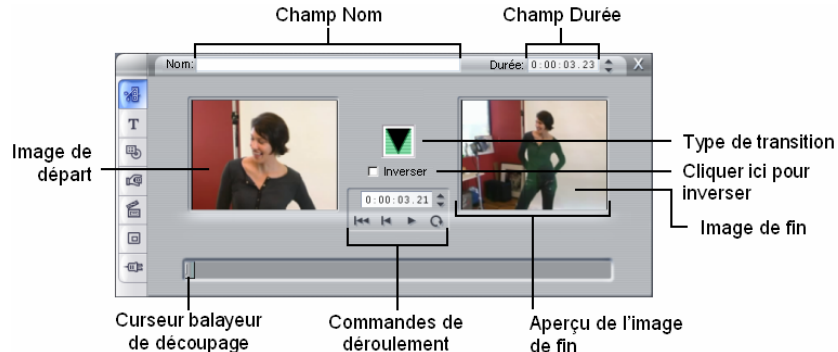 Champ Nom
Champ Durée
Nom:
Durée: 0:00:03.23
X
T
Image de
départ
Type de transition
Inverser
Cliquer ici pour
inverser
0:00:03.21
Image de fin
Curseur balayeur
de découpage
Commandes de
déroulement
Aperçu de l'image
de fin